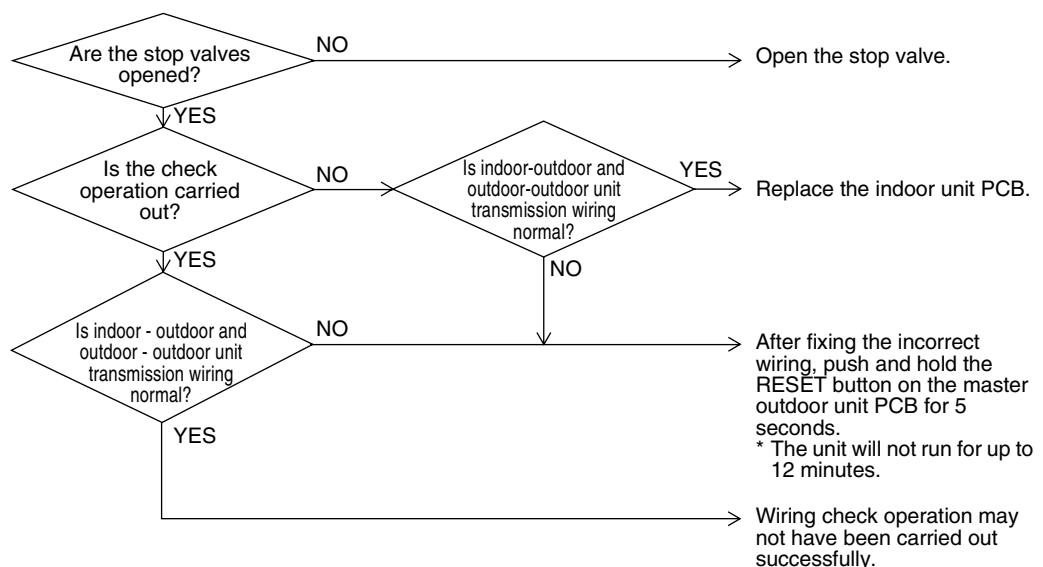 Are the stop valves
opened?
NO
Open the stop valve.
YES
Is the check
operation carried
out?
NO
Is indoor-outdoor and
outdoor-outdoor unit
transmission wiring
normal?
YES
Replace the indoor unit PCB.
YES
NO
Is indoor - outdoor and
outdoor - outdoor unit
transmission wiring
normal?
NO
After fixing the incorrect
wiring, push and hold the
RESET button on the master
outdoor unit PCB for 5
seconds.
* The unit will not run for up to
12 minutes.
YES
Wiring check operation may
not have been carried out
successfully.